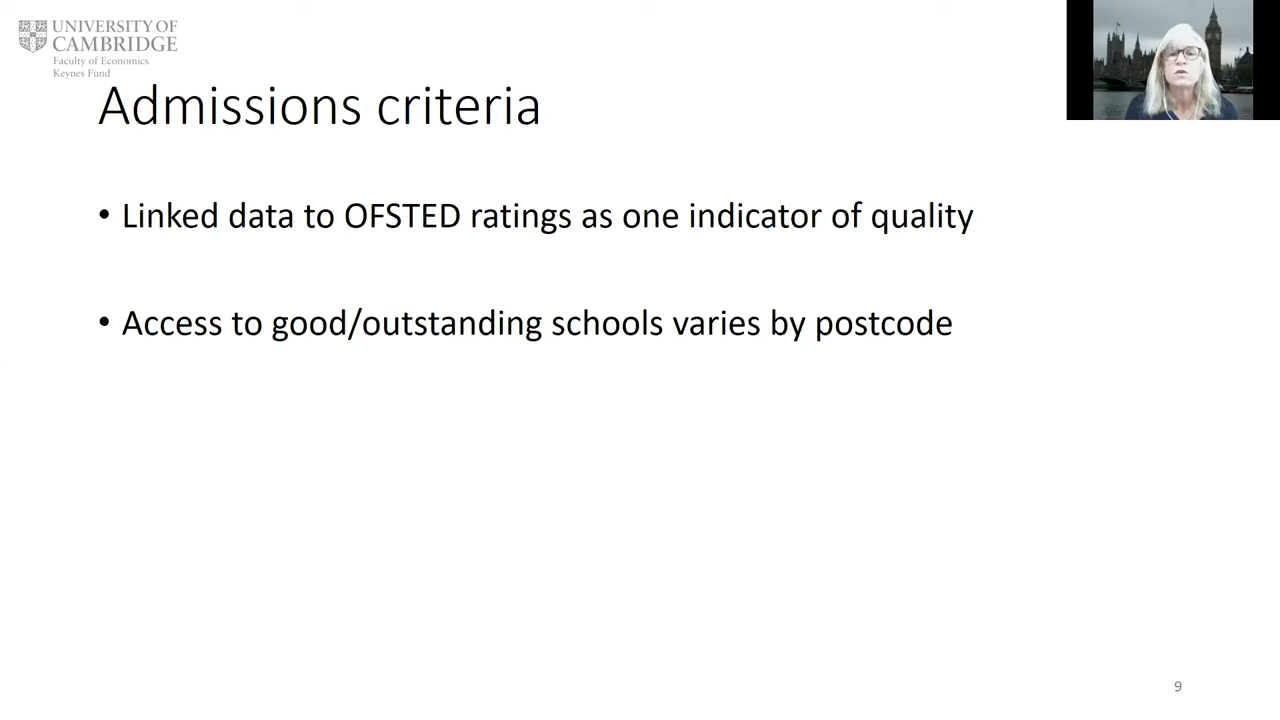 UNIVERSITY OF
CAMBRIDGE
Faculty of Economics
Keynes Fund
Admissions criteria
• Linked data to OFSTED ratings as one indicator of quality
• Access to good/outstanding schools varies by postcode
9